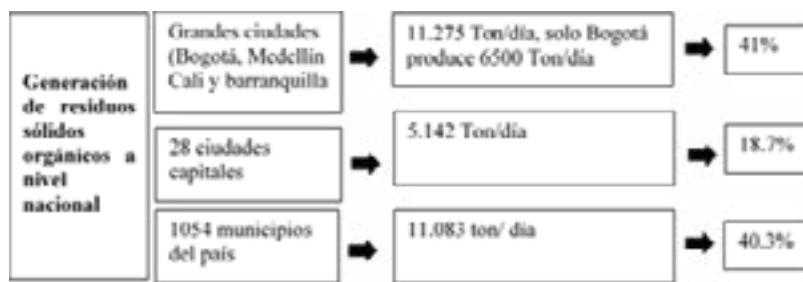 Generación
de residuos
sólidos
orgánicos a
nivel
nacional
Grandes ciudades
(Bogotá, Medellín
Cali y barranquilla
11.275 Ton/día, solo Bogotá
produce 6500 Ton/día
41%
28 ciudades
capitales
5.142 Ton/día
18.7%
1054 municipios
del país
11.083 ton/ día
40.3%